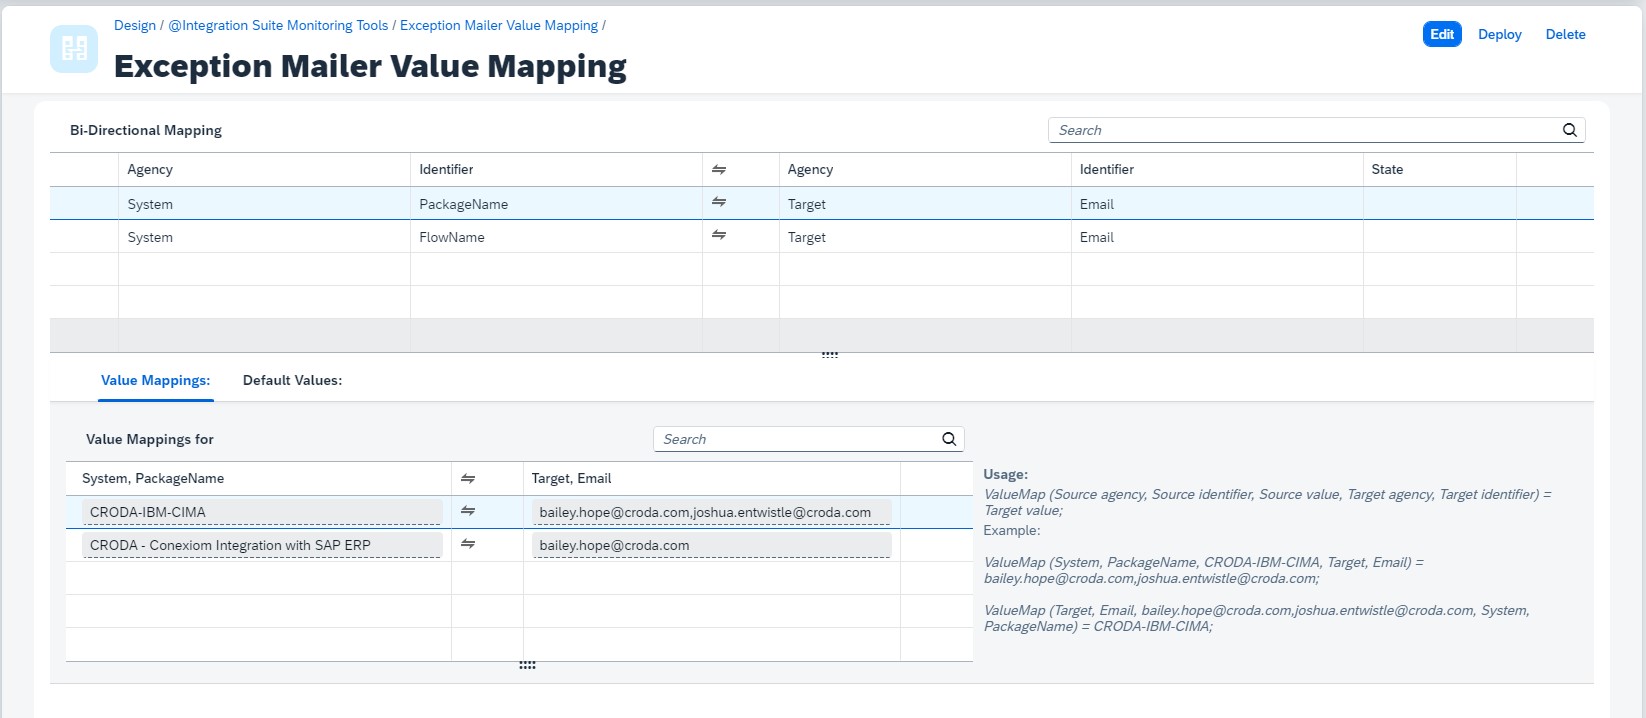 Design / @Integration Suite Monitoring Tools / Exception Mailer Value Mapping /
Exception Mailer Value Mapping
Edit Deploy Delete
Bi-Directional Mapping
Search
Agency Identifier ⇌ Agency Identifier State
System PackageName ⇌ Target Email
System FlowName ⇌ Target Email
Value Mappings: Default Values:
Value Mappings for
Search
System, PackageName ⇌ Target, Email
CRODA-IBM-CIMA ⇌ bailey.hope@croda.com,joshua.entwistle@croda.com
CRODA - Conexiom Integration with SAP ERP ⇌ bailey.hope@croda.com
Usage:
ValueMap (Source agency, Source identifier, Source value, Target agency, Target identifier) =
Target value;
Example:
ValueMap (System, PackageName, CRODA-IBM-CIMA, Target, Email) =
bailey.hope@croda.com,joshua.entwistle@croda.com;
ValueMap (Target, Email, bailey.hope@croda.com,joshua.entwistle@croda.com, System,
PackageName) = CRODA-IBM-CIMA;